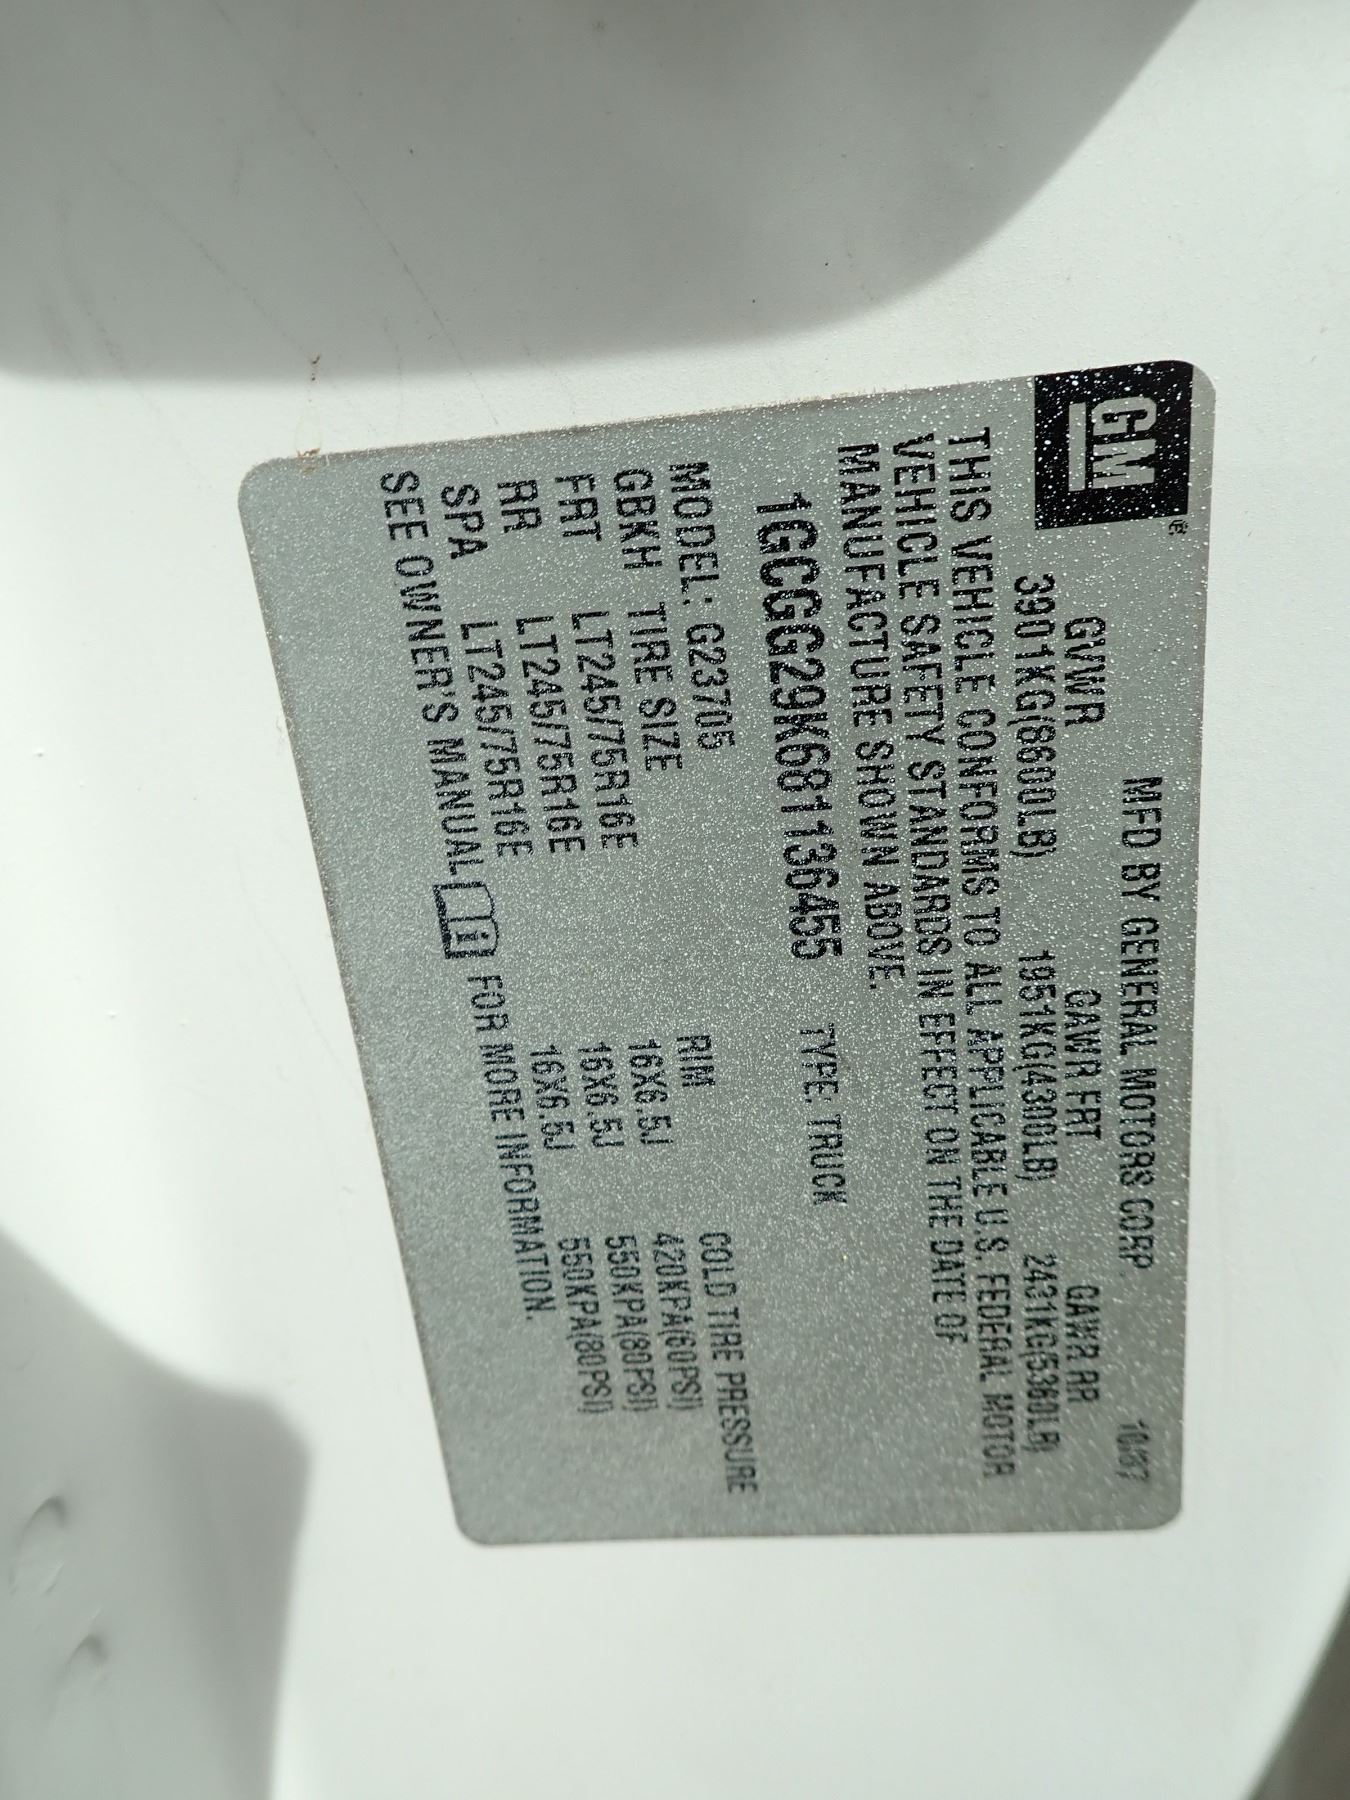 GM®
MFD BY GENERAL MOTORS CORP. 10/07
GVWR GAWR FRT GAWR RR
3901KG(8600LB) 1951KG(4300LB) 2431KG(5360LB)
THIS VEHICLE CONFORMS TO ALL APPLICABLE U.S. FEDERAL MOTOR
VEHICLE SAFETY STANDARDS IN EFFECT ON THE DATE OF
MANUFACTURE SHOWN ABOVE.
1GCGG29K681136455 TYPE: TRUCK
MODEL: G23705
GBKH TIRE SIZE RIM COLD TIRE PRESSURE
FRT LT245/75R16E 16X6.5J 420KPA(60PSI)
RR LT245/75R16E 16X6.5J 550KPA(80PSI)
SPA LT245/75R16E 16X6.5J 550KPA(80PSI)
SEE OWNER'S MANUAL i FOR MORE INFORMATION.